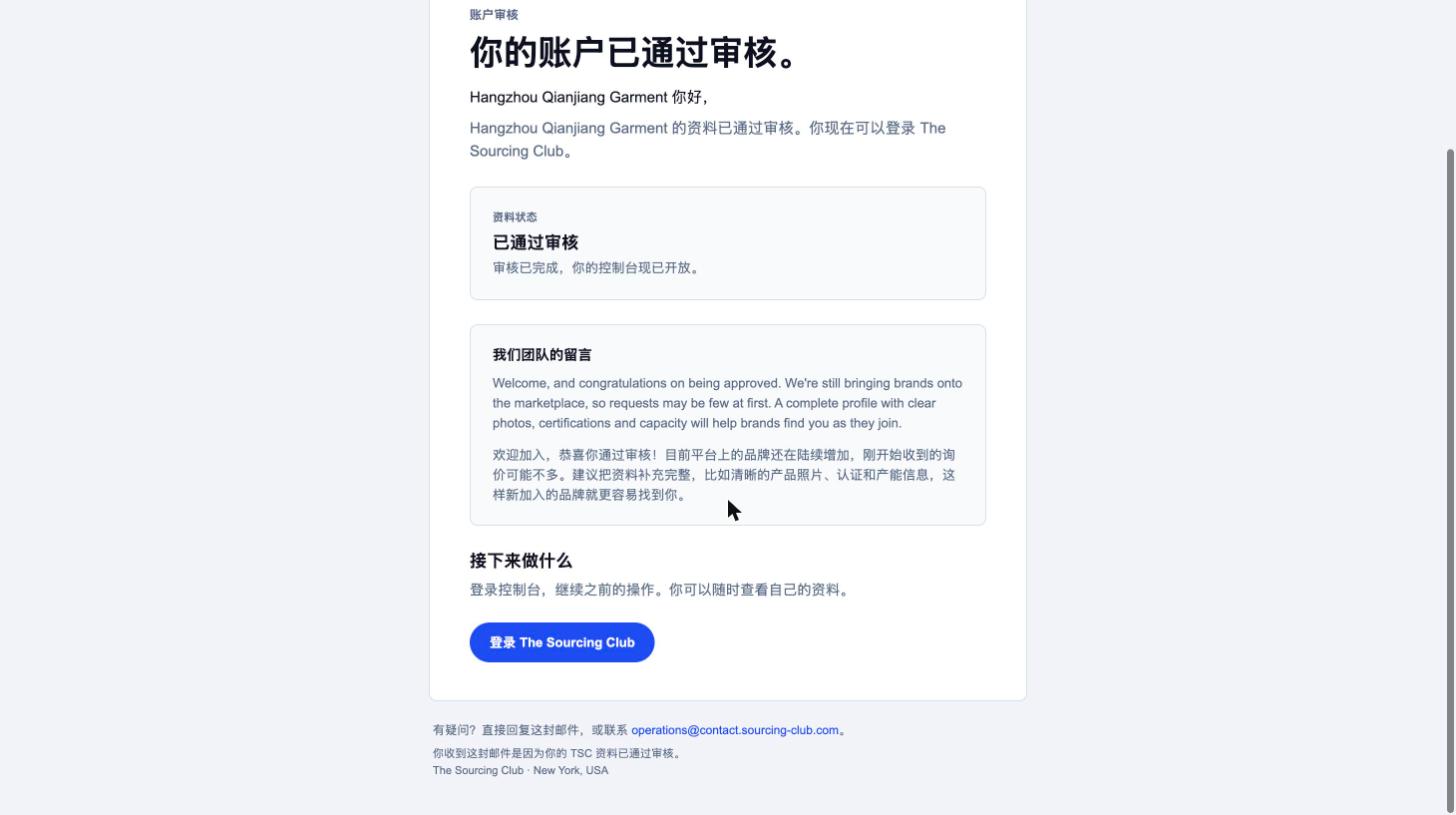 账户审核
你的账户已通过审核。
Hangzhou Qianjiang Garment 你好，
Hangzhou Qianjiang Garment 的资料已通过审核。你现在可以登录 The
Sourcing Club。
资料状态
已通过审核
审核已完成，你的控制台现已开放。
我们团队的留言
Welcome, and congratulations on being approved. We're still bringing brands onto
the marketplace, so requests may be few at first. A complete profile with clear
photos, certifications and capacity will help brands find you as they join.
欢迎加入，恭喜你通过审核！目前平台上的品牌还在陆续增加，刚开始收到的询
价可能不多。建议把资料补充完整，比如清晰的产品照片、认证和产能信息，这
样新加入的品牌就更容易找到你。
接下来做什么
登录控制台，继续之前的操作。你可以随时查看自己的资料。
登录 The Sourcing Club
有疑问？直接回复这封邮件，或联系 operations@contact.sourcing-club.com。
你收到这封邮件是因为你的 TSC 资料已通过审核。
The Sourcing Club · New York, USA